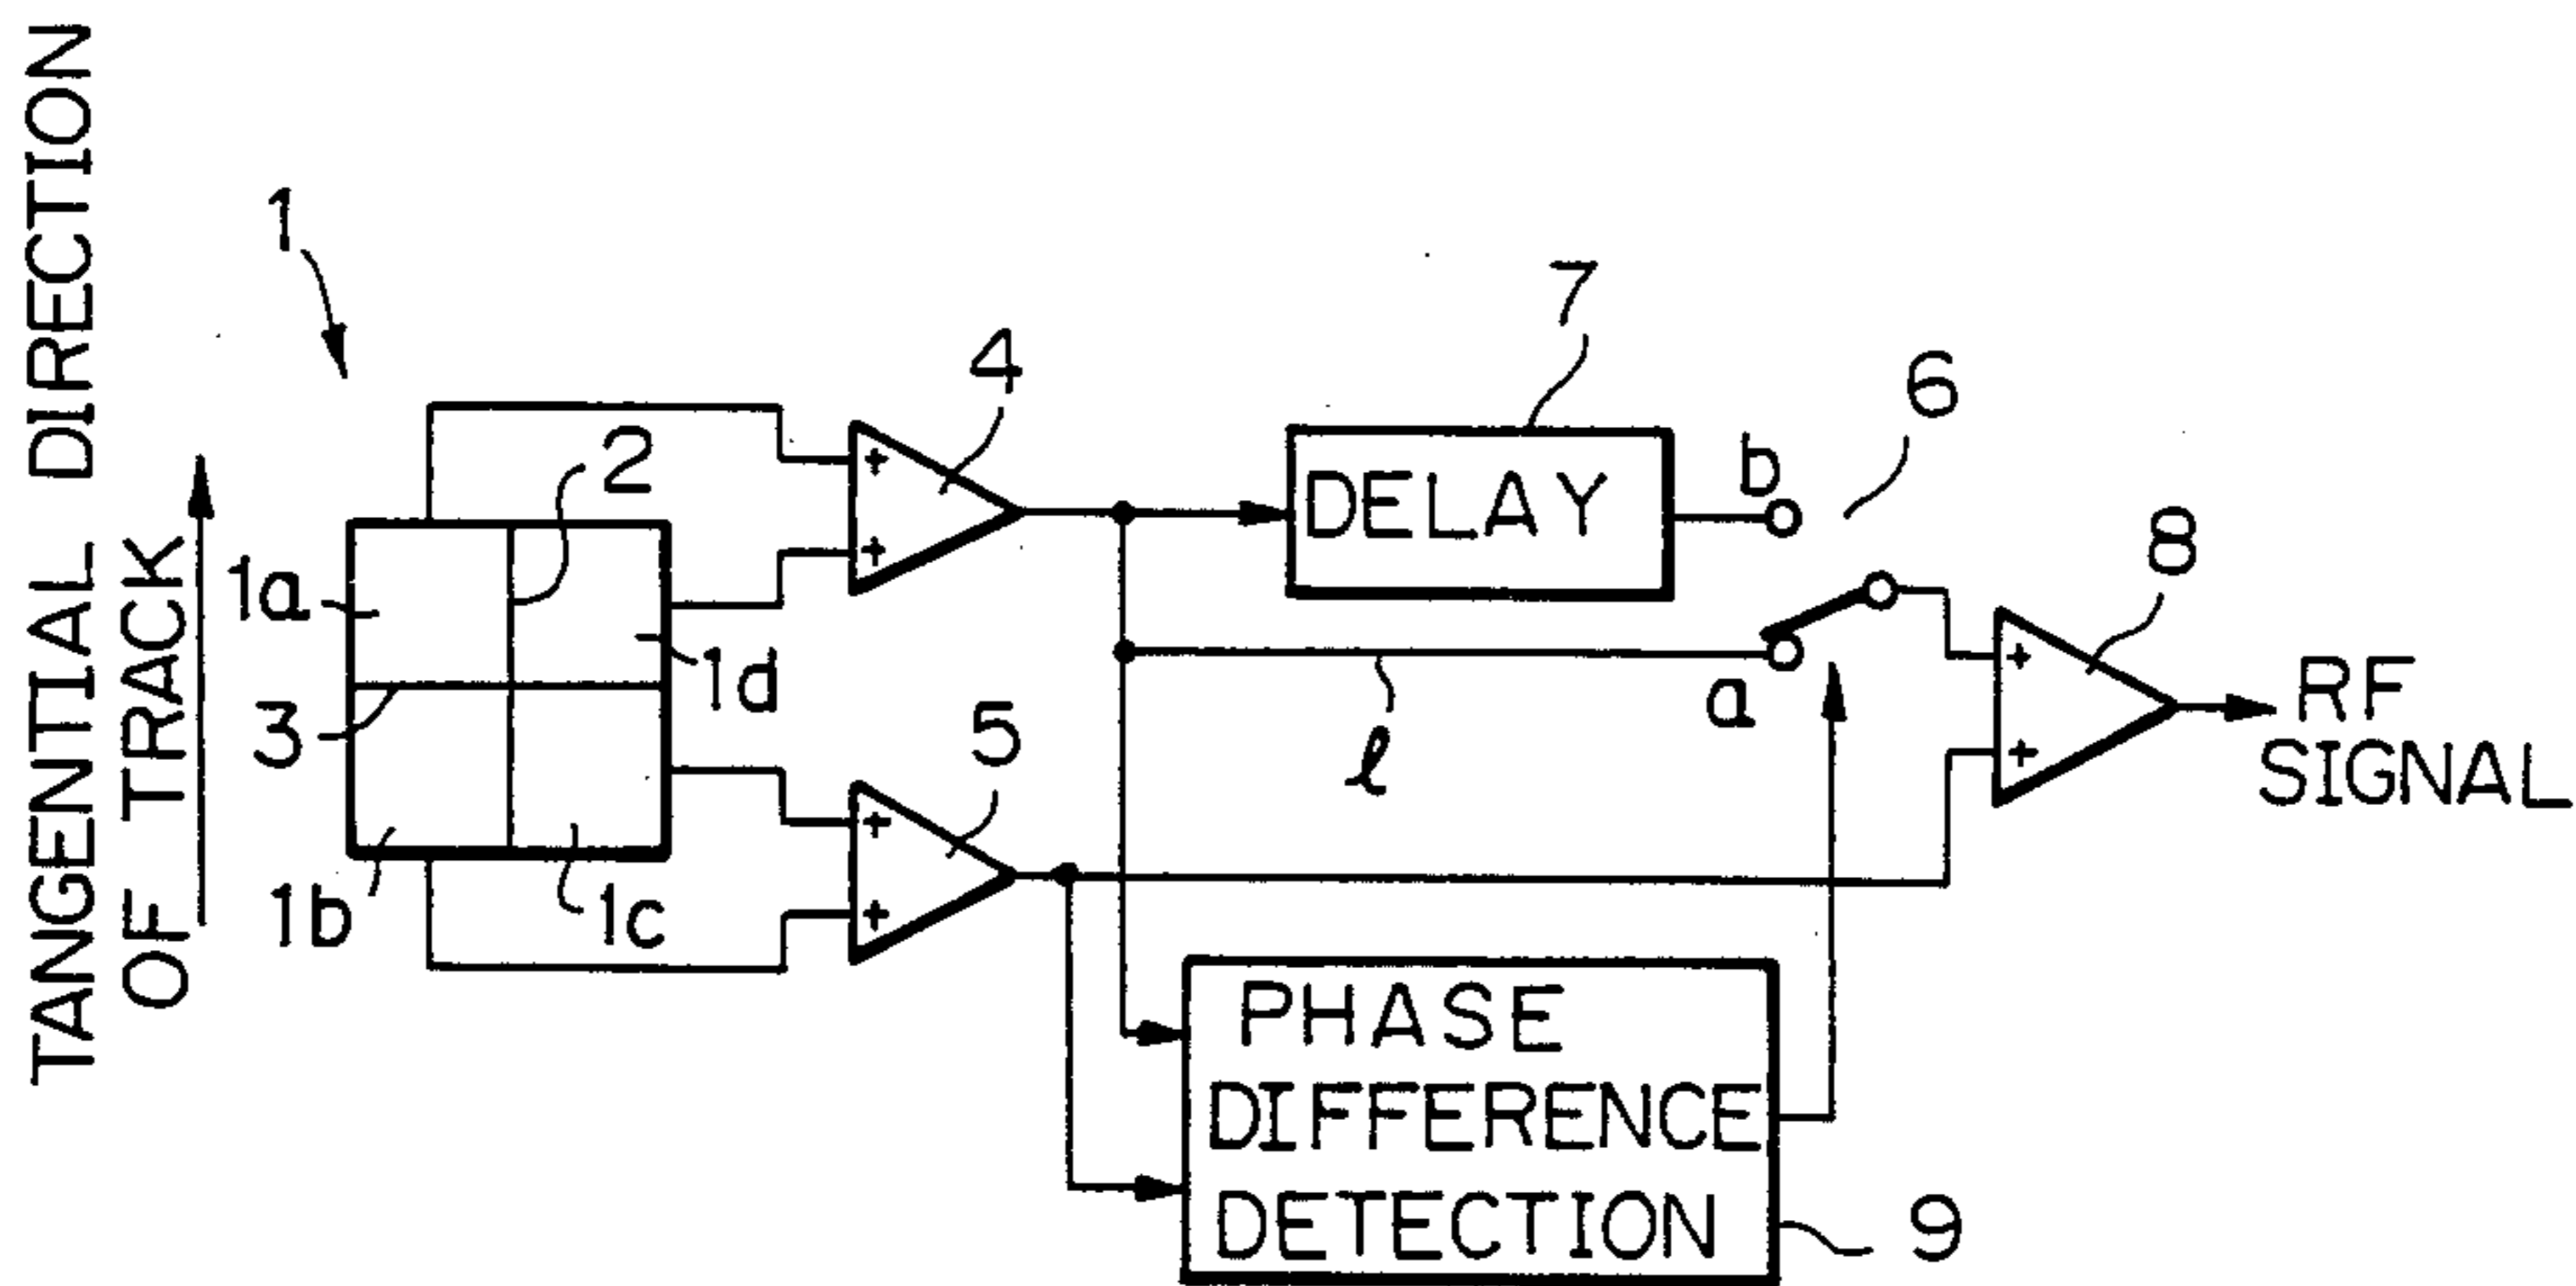 TANGENTIAL DIRECTION
OF TRACK
1
2
3
1a
1b
1c
1d
4
+
+
5
+
+
7
DELAY
b
6
a
l
8
+
+
RF
SIGNAL
PHASE
DIFFERENCE
DETECTION
9